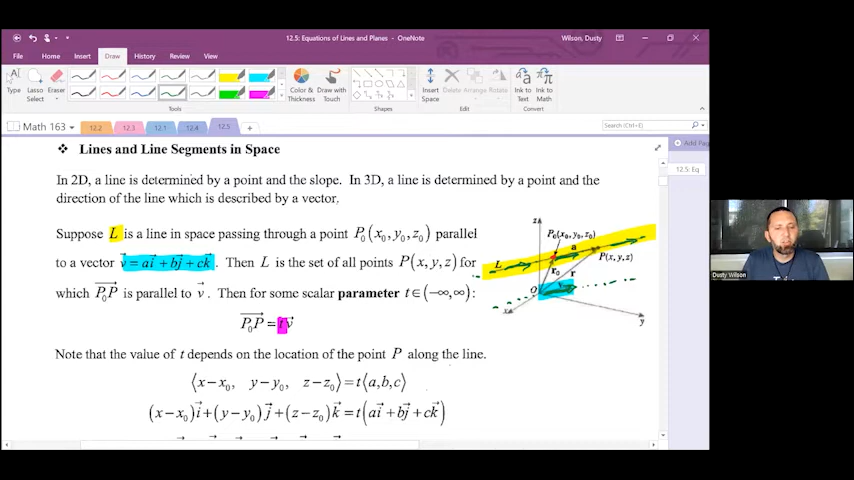 12.5: Equations of Lines and Planes - OneNote
Wilson, Dusty
File Home Insert Draw History Review View
Type Lasso Select Eraser Color & Thickness Draw with Touch Insert Space Delete Arrange Rotate Ink to Text Ink to Math
Tools Shapes Edit Convert
Math 163 12.2 12.3 12.1 12.4 12.5 + Search (Ctrl+E)
Add Pag
12.5: Eq
❖ Lines and Line Segments in Space
In 2D, a line is determined by a point and the slope. In 3D, a line is determined by a point and the
direction of the line which is described by a vector.
Suppose L is a line in space passing through a point P₀(x₀, y₀, z₀) parallel
to a vector v⃗ = ai⃗ + bj⃗ + ck⃗. Then L is the set of all points P(x, y, z) for
which P₀P⃗ is parallel to v⃗. Then for some scalar parameter t ∈ (−∞, ∞):
P₀P⃗ = tv⃗
z
P₀(x₀, y₀, z₀)
a
L
P(x, y, z)
r₀
r
O
v
x
y
Note that the value of t depends on the location of the point P along the line.
⟨x − x₀, y − y₀, z − z₀⟩ = t⟨a, b, c⟩
(x − x₀)i⃗ + (y − y₀)j⃗ + (z − z₀)k⃗ = t(ai⃗ + bj⃗ + ck⃗)
Dusty Wilson